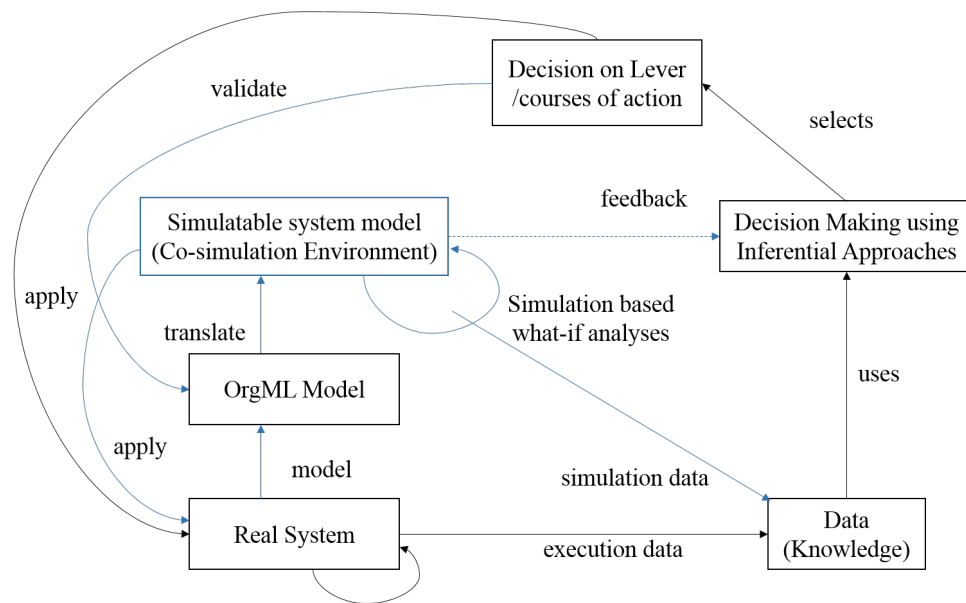 Decision on Lever
/courses of action
validate
selects
feedback
Simulatable system model
(Co-simulation Environment)
Decision Making using
Inferential Approaches
apply
Simulation based
what-if analyses
translate
OrgML Model
uses
apply
model
simulation data
Real System
execution data
Data
(Knowledge)